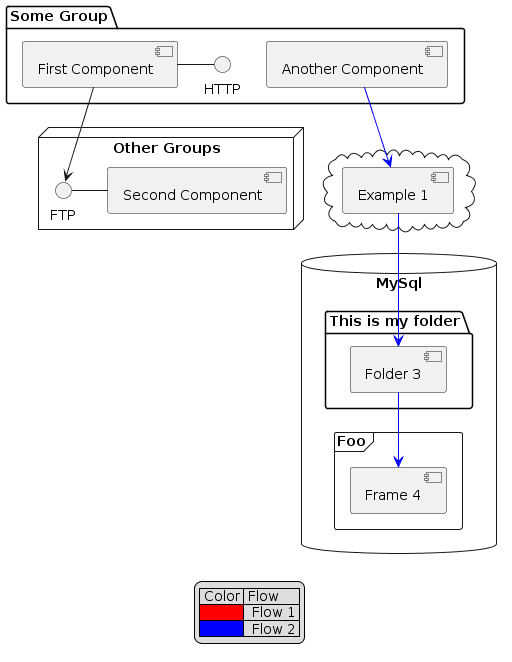 Some Group
First Component
HTTP
Another Component
Other Groups
FTP
Second Component
Example 1
MySql
This is my folder
Folder 3
Foo
Frame 4
Color Flow
Flow 1
Flow 2